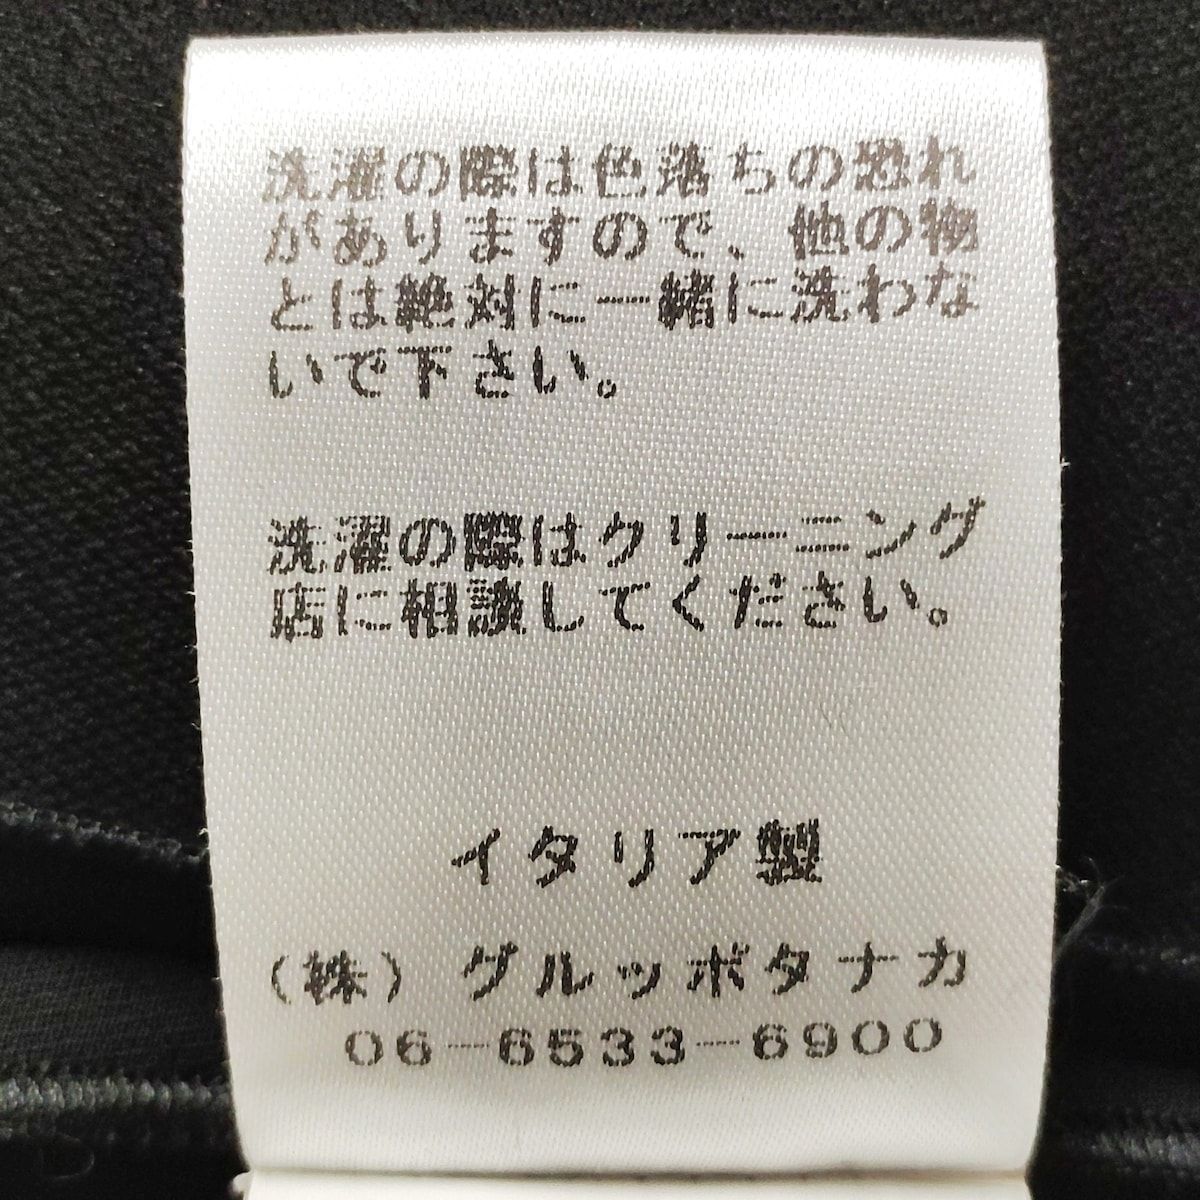 洗濯の際は色落ちの恐れ
がありますので、他の物
とは絶対に一緒に洗わな
いで下さい。
洗濯の際はクリーニング
店に相談してください。
イタリア製
(株) グルッポタナカ
06-6533-6900